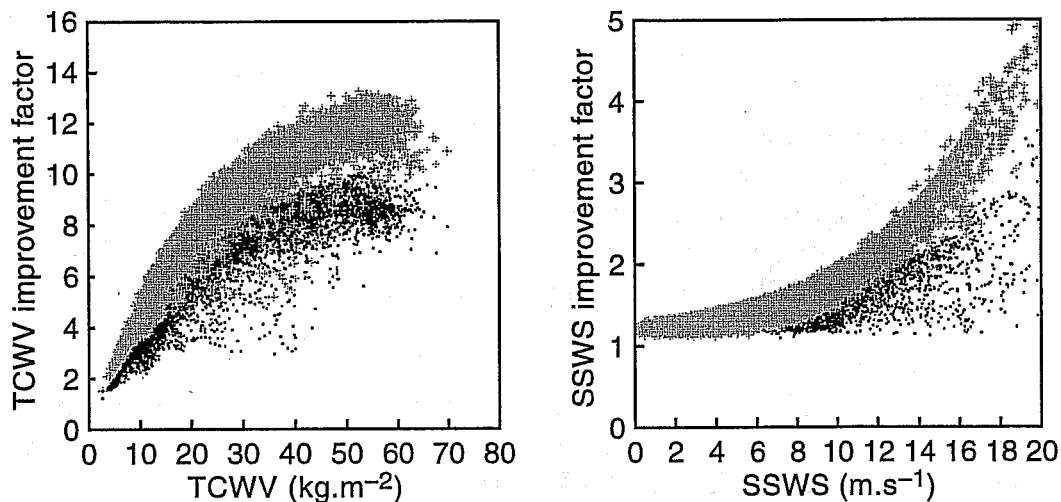 TCWV improvement factor
16
14
12
10
8
6
4
2
0
0 10 20 30 40 50 60 70 80
TCWV (kg.m⁻²)
SSWS improvement factor
5
4
3
2
1
0
0 2 4 6 8 10 12 14 16 18 20
SSWS (m.s⁻¹)